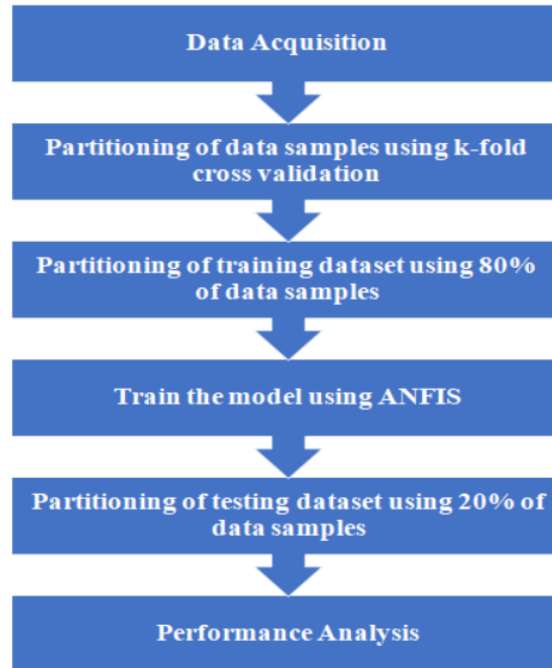 Data Acquisition
Partitioning of data samples using k-fold
cross validation
Partitioning of training dataset using 80%
of data samples
Train the model using ANFIS
Partitioning of testing dataset using 20% of
data samples
Performance Analysis